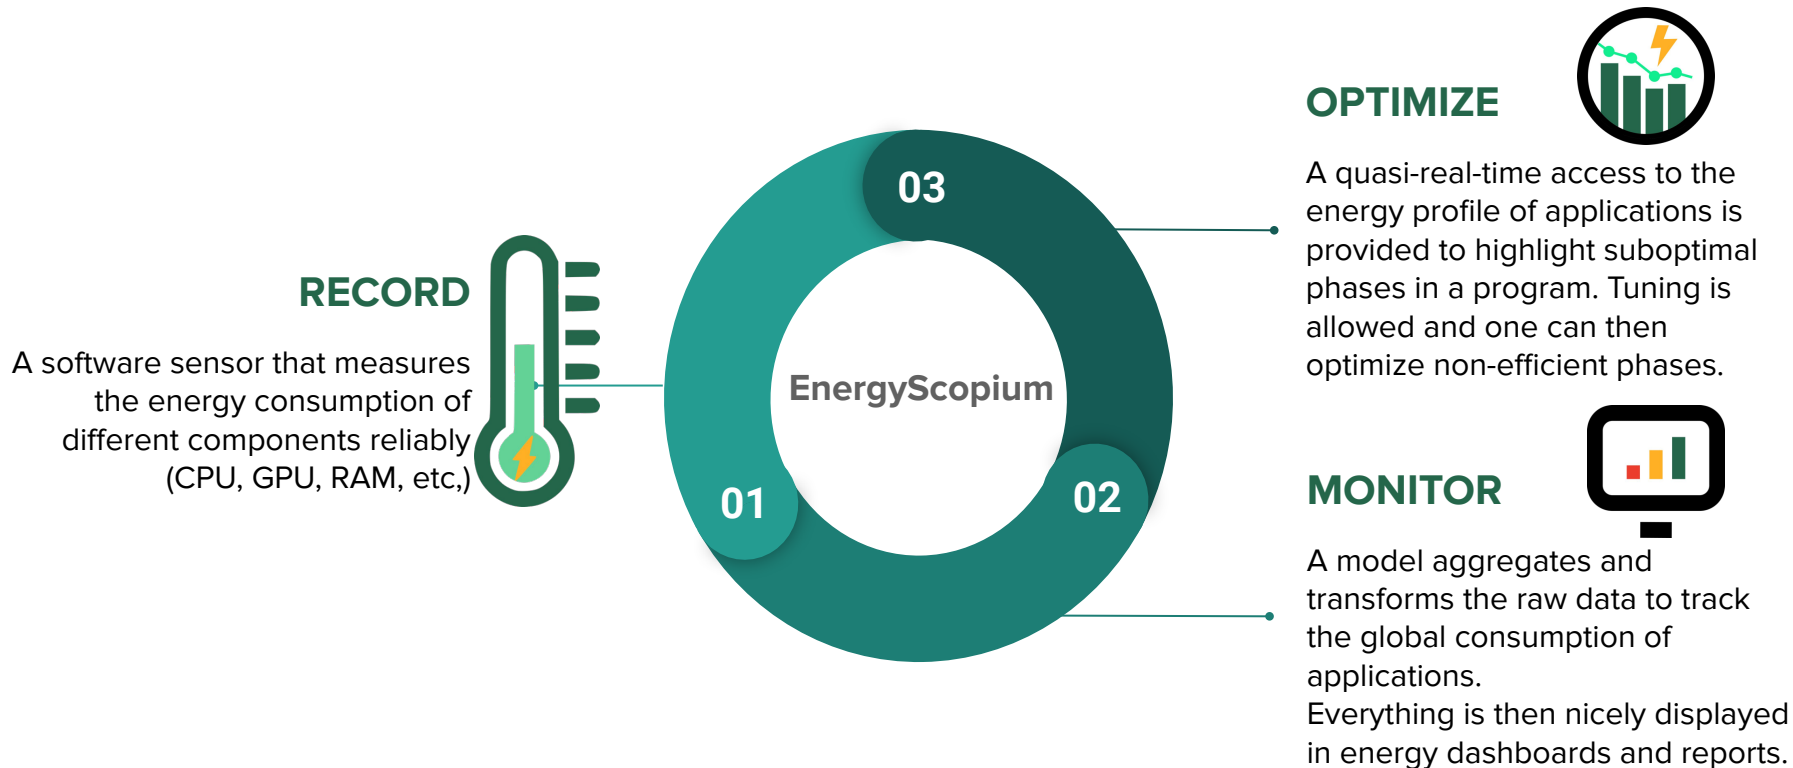 RECORD
A software sensor that measures
the energy consumption of
different components reliably
(CPU, GPU, RAM, etc,)
01
EnergyScopium
02
03
OPTIMIZE
A quasi-real-time access to the
energy profile of applications is
provided to highlight suboptimal
phases in a program. Tuning is
allowed and one can then
optimize non-efficient phases.
MONITOR
A model aggregates and
transforms the raw data to track
the global consumption of
applications.
Everything is then nicely displayed
in energy dashboards and reports.